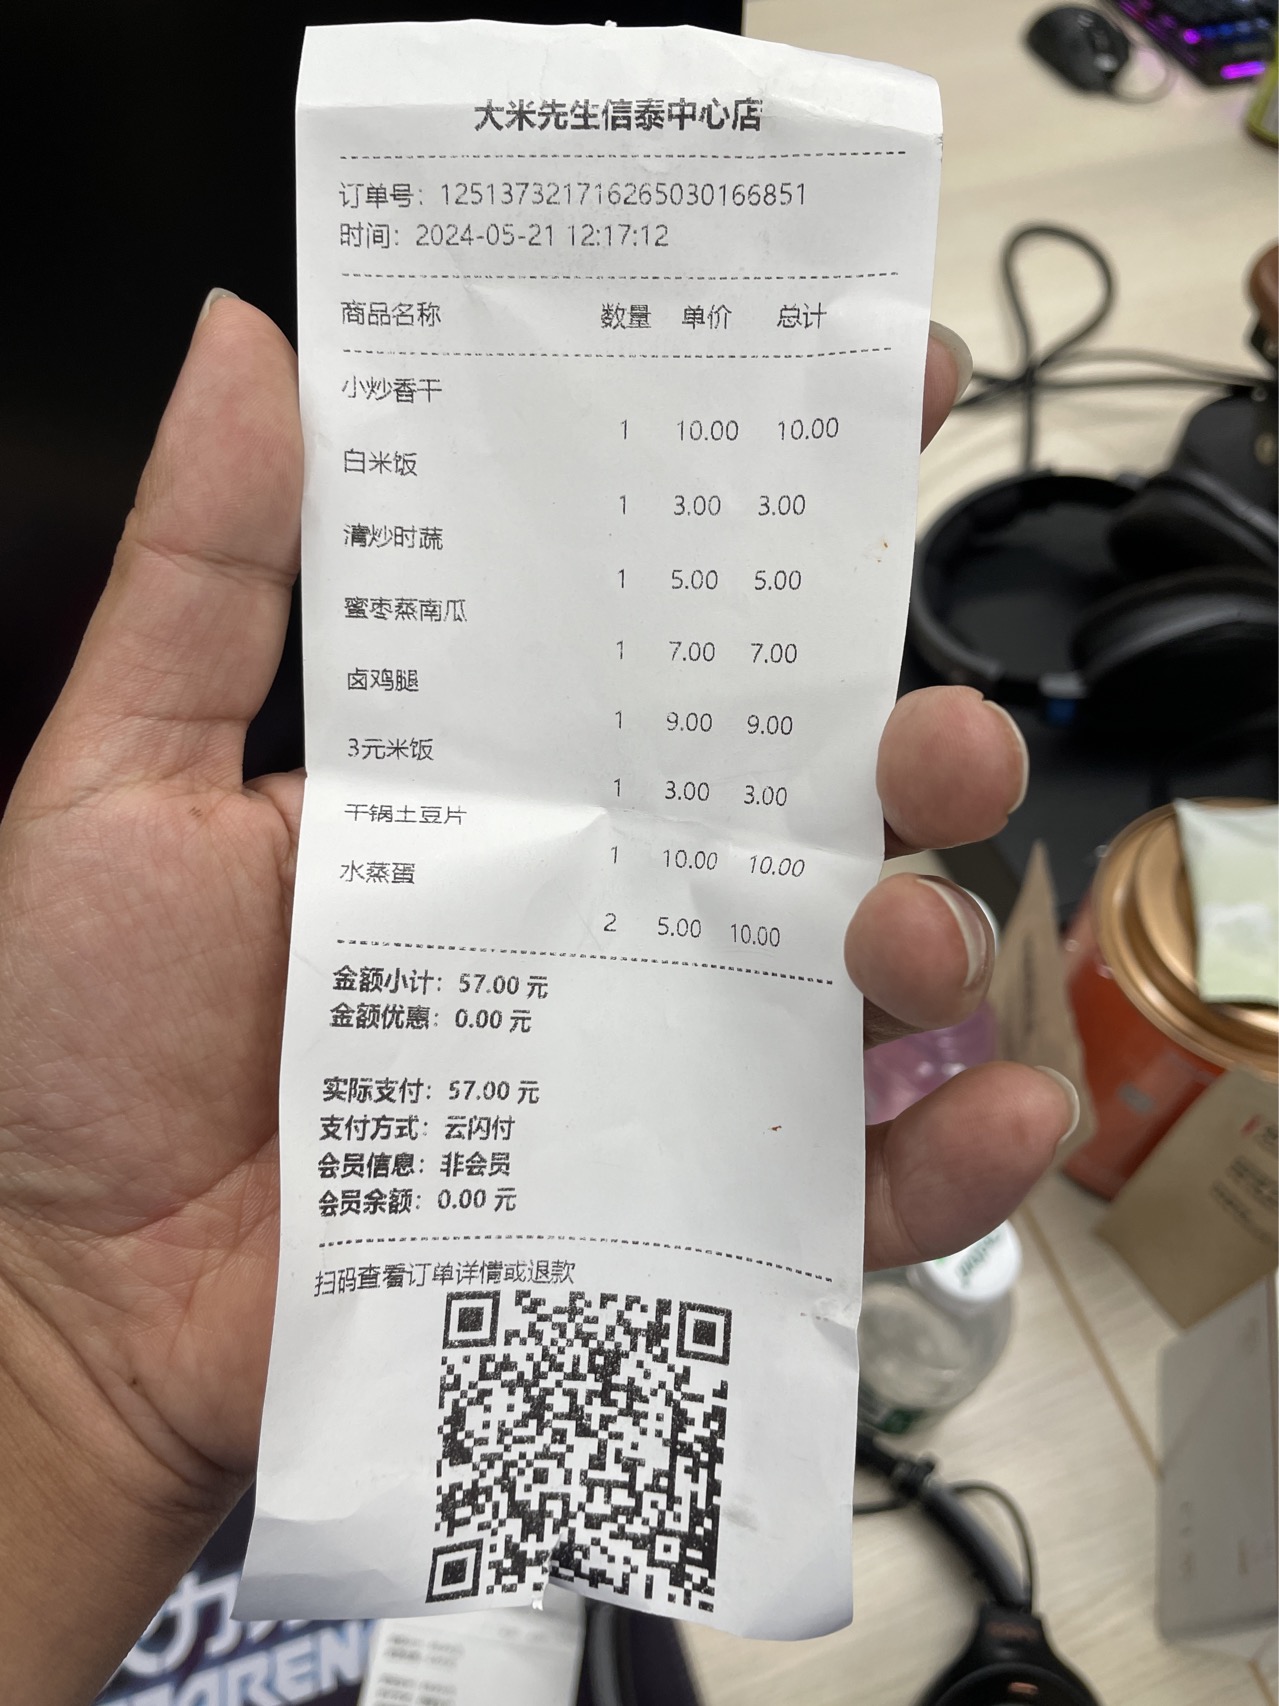 大米先生信泰中心店
订单号：1251373217162650301668​51
时间：2024-05-21 12:17:12
商品名称 数量 单价 总计
小炒香干
1 10.00 10.00
白米饭
1 3.00 3.00
清炒时蔬
1 5.00 5.00
蜜枣蒸南瓜
1 7.00 7.00
卤鸡腿
1 9.00 9.00
3元米饭
1 3.00 3.00
干锅土豆片
1 10.00 10.00
水蒸蛋
2 5.00 10.00
金额小计：57.00 元
金额优惠：0.00 元
实际支付：57.00 元
支付方式：云闪付
会员信息：非会员
会员余额：0.00 元
扫码查看订单详情或退款